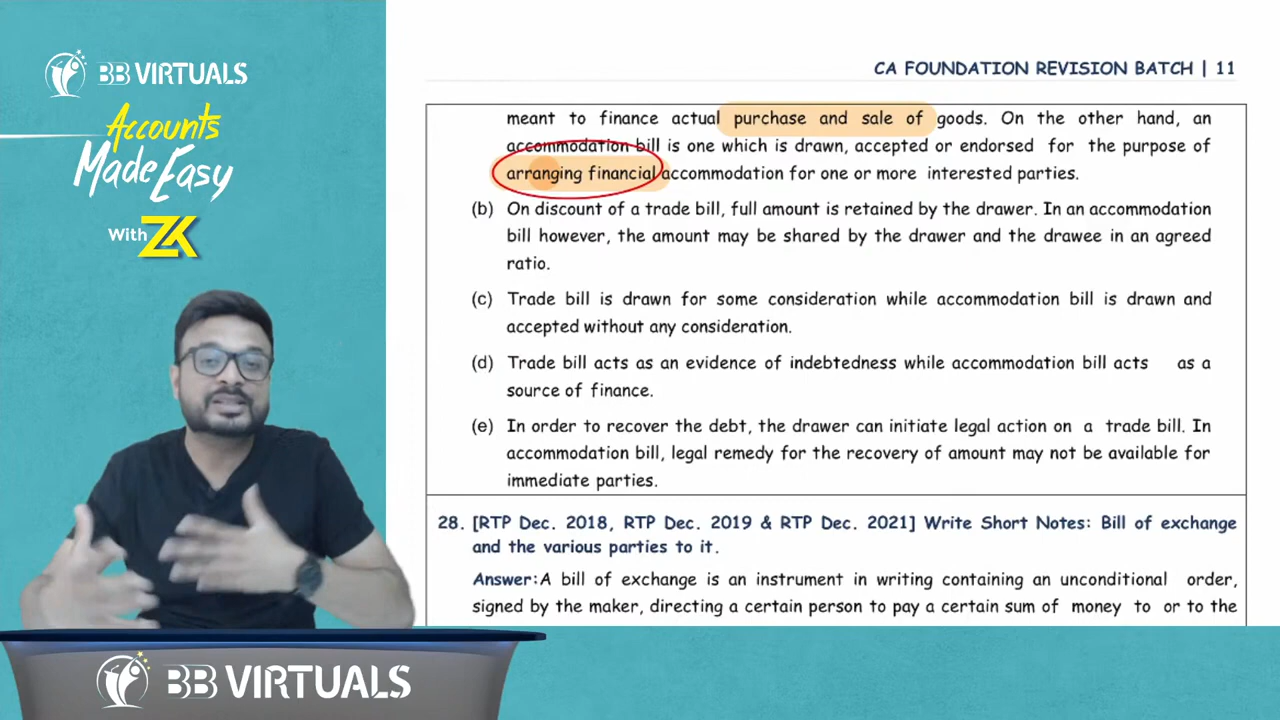 BB VIRTUALS
Accounts
Made Easy
With ZK
CA FOUNDATION REVISION BATCH | 11
meant to finance actual purchase and sale of goods. On the other hand, an
accommodation bill is one which is drawn, accepted or endorsed for the purpose of
arranging financial accommodation for one or more interested parties.
(b) On discount of a trade bill, full amount is retained by the drawer. In an accommodation
bill however, the amount may be shared by the drawer and the drawee in an agreed
ratio.
(c) Trade bill is drawn for some consideration while accommodation bill is drawn and
accepted without any consideration.
(d) Trade bill acts as an evidence of indebtedness while accommodation bill acts as a
source of finance.
(e) In order to recover the debt, the drawer can initiate legal action on a trade bill. In
accommodation bill, legal remedy for the recovery of amount may not be available for
immediate parties.
28. [RTP Dec. 2018, RTP Dec. 2019 & RTP Dec. 2021] Write Short Notes: Bill of exchange
and the various parties to it.
Answer:A bill of exchange is an instrument in writing containing an unconditional order,
signed by the maker, directing a certain person to pay a certain sum of money to or to the
BB VIRTUALS